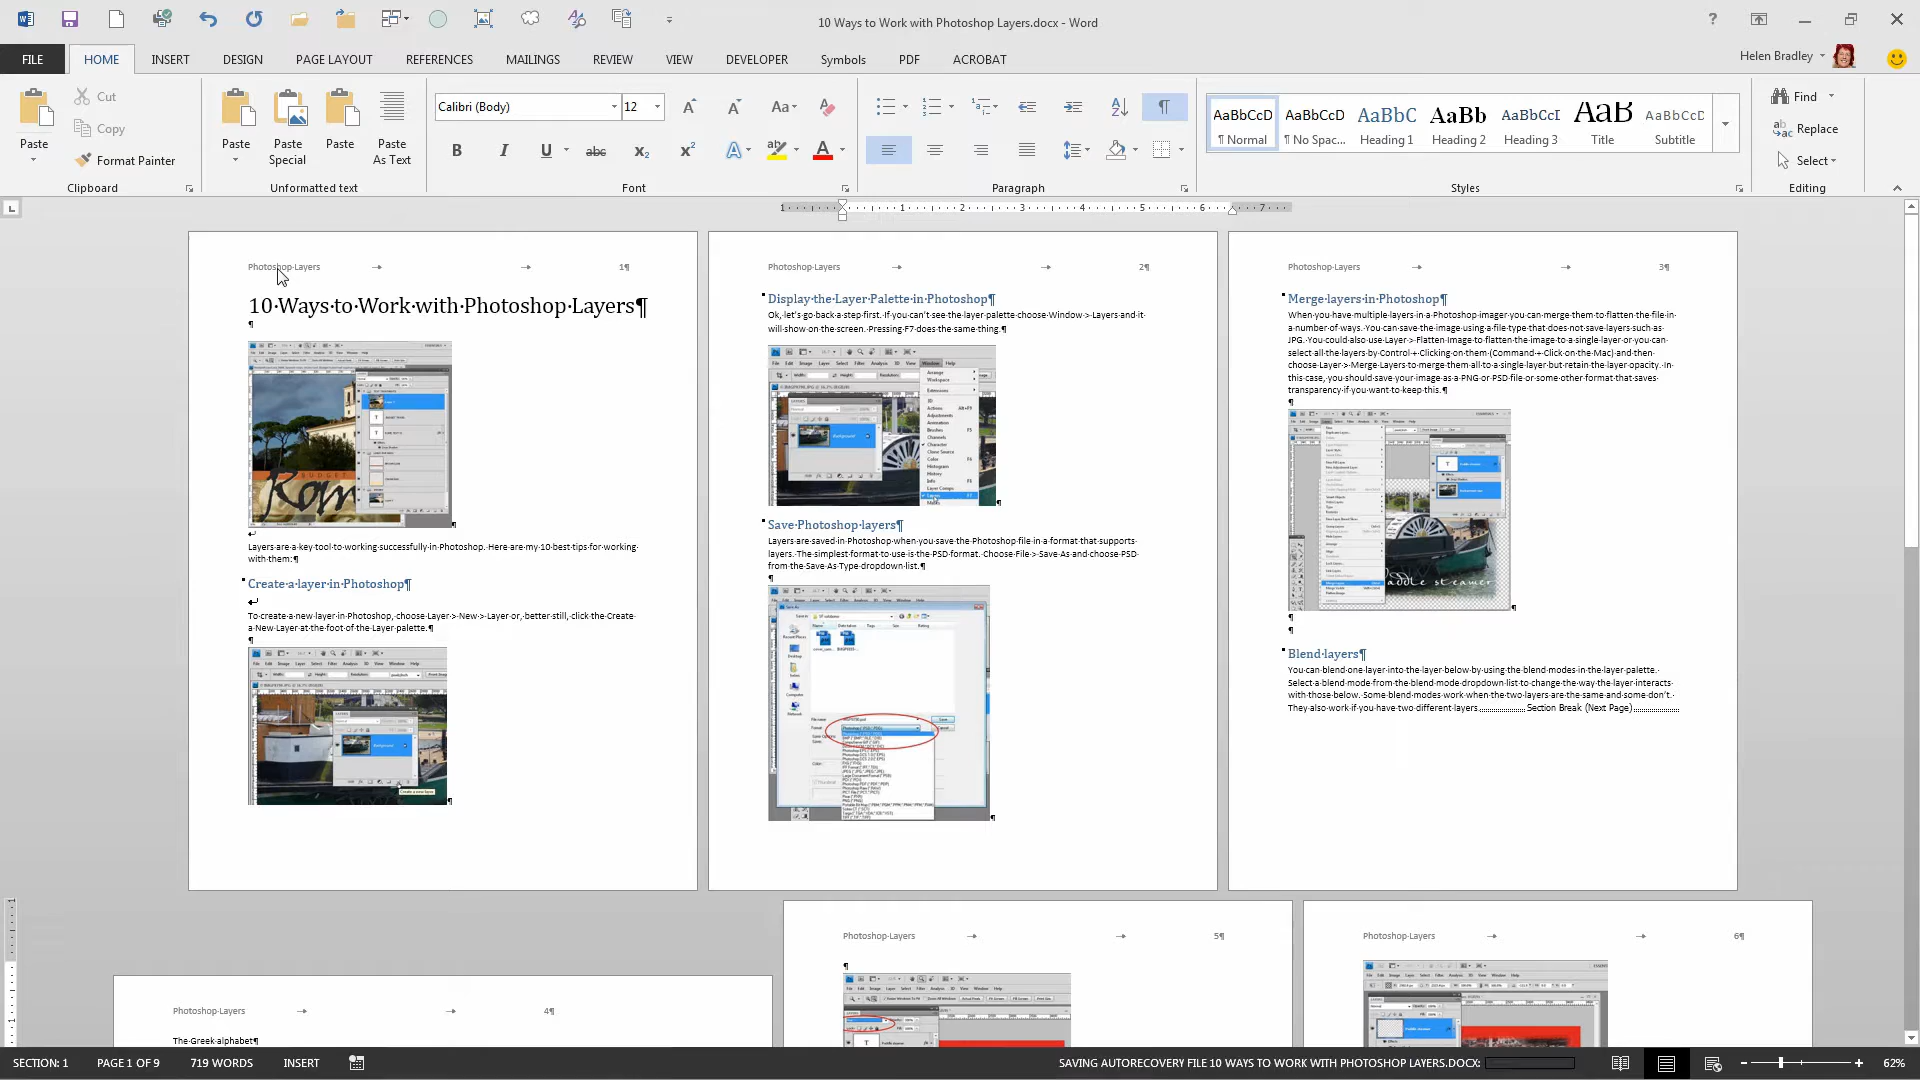 10 Ways to Work with Photoshop Layers.docx - Word
FILE HOME INSERT DESIGN PAGE LAYOUT REFERENCES MAILINGS REVIEW VIEW DEVELOPER Symbols PDF ACROBAT
Helen Bradley
Paste
Cut
Copy
Format Painter
Clipboard
Paste
Paste Special
Paste
Paste As Text
Unformatted text
Calibri (Body) 12
Font
Paragraph
AaBbCcD AaBbCcD AaBbC AaBb AaBbCcI AaB AaBbCcD
¶ Normal ¶ No Spac... Heading 1 Heading 2 Heading 3 Title Subtitle
Styles
Find
Replace
Select
Editing
1 1 2 3 4 5 6 7
Photoshop·Layers → → 1¶
10·Ways·to·Work·with·Photoshop·Layers¶
¶
Layers·are·a·key·tool·to·working·successfully·in·Photoshop.·Here·are·my·10·best·tips·for·working·
with·them:¶
Create·a·layer·in·Photoshop¶
To·create·a·new·layer·in·Photoshop,·choose·Layer·>·New·>·Layer·or,·better·still,·click·the·Create·
a·New·Layer·at·the·foot·of·the·Layer·palette.¶
¶
Photoshop·Layers → → 2¶
Display·the·Layer·Palette·in·Photoshop¶
Ok,·let's·go·back·a·step·first.·If·you·can't·see·the·layer·palette·choose·Window·>·Layers·and·it·
will·show·on·the·screen.·Pressing·F7·does·the·same·thing.¶
Save·Photoshop·layers¶
Layers·are·saved·in·Photoshop·when·you·save·the·Photoshop·file·in·a·format·that·supports·
layers.·The·simplest·format·to·use·is·the·PSD·format.·Choose·File·>·Save·As·and·choose·PSD·
from·the·Save·As·Type·dropdown·list.¶
¶
Photoshop·Layers → → 3¶
Merge·layers·in·Photoshop¶
When·you·have·multiple·layers·in·a·Photoshop·imager·you·can·merge·them·to·flatten·the·file·in·
a·number·of·ways.·You·can·save·the·image·using·a·file·type·that·does·not·save·layers·such·as·
JPG.·You·could·also·use·Layer·>·Flatten·Image·to·flatten·the·image·to·a·single·layer·or·you·can·
select·all·the·layers·by·Control·+·Clicking·on·them·(Command·+·Click·on·the·Mac)·and·then·
choose·Layer·>·Merge·Layers·to·merge·them·all·to·a·single·layer·but·retain·the·layer·opacity.·In·
this·case,·you·should·save·your·image·as·a·PNG·or·PSD·file·or·some·other·format·that·saves·
transparency·if·you·want·to·keep·this.¶
¶
¶
¶
Blend·layers¶
You·can·blend·one·layer·into·the·layer·below·by·using·the·blend·modes·in·the·layer·palette.·
Select·a·blend·mode·from·the·blend·mode·dropdown·list·to·change·the·way·the·layer·interacts·
with·those·below.·Some·blend·modes·work·when·the·two·layers·are·the·same·and·some·don't.·
They·also·work·if·you·have·two·different·layers. Section Break (Next Page)
Photoshop·Layers → → 4¶
The·Greek·alphabet¶
Photoshop·Layers → → 5¶
¶
Photoshop·Layers → → 6¶
SECTION: 1 PAGE 1 OF 9 719 WORDS INSERT
SAVING AUTORECOVERY FILE 10 WAYS TO WORK WITH PHOTOSHOP LAYERS.DOCX:
62%